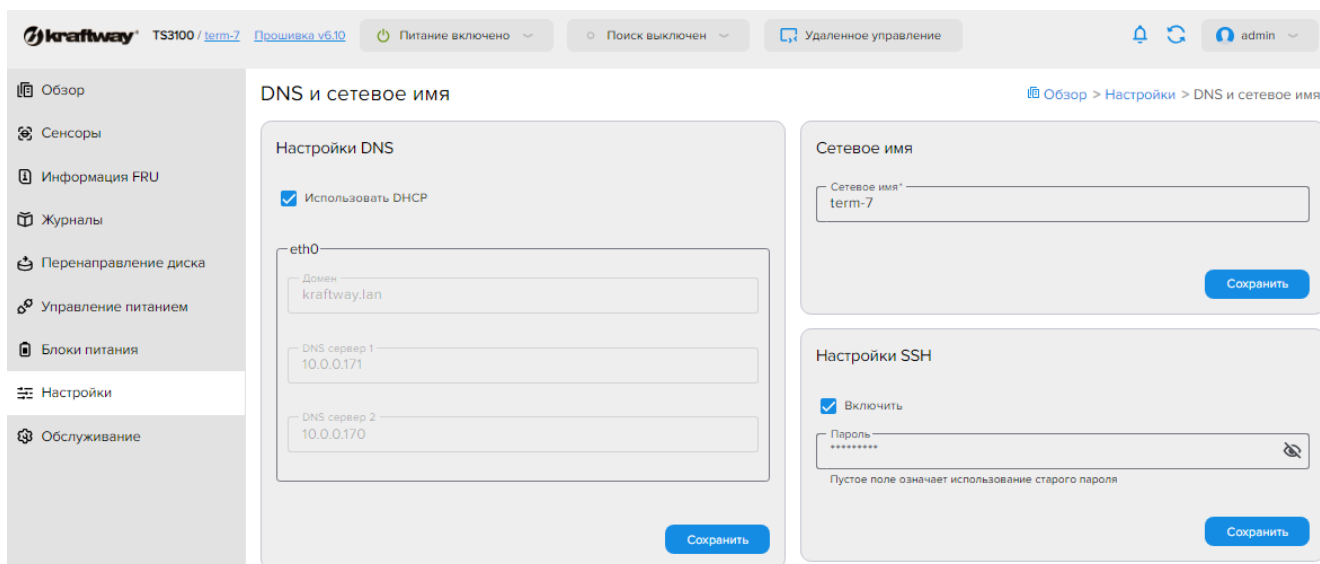 kraftway TS3100 / term-7 Прошивка v6.10 Питание включено Поиск выключен Удаленное управление admin
Обзор
Сенсоры
Информация FRU
Журналы
Перенаправление диска
Управление питанием
Блоки питания
Настройки
Обслуживание
DNS и сетевое имя
Обзор > Настройки > DNS и сетевое имя
Настройки DNS
Использовать DHCP
eth0
Домен
kraftway.lan
DNS сервер 1
10.0.0.171
DNS сервер 2
10.0.0.170
Сохранить
Сетевое имя
Сетевое имя*
term-7
Сохранить
Настройки SSH
Включить
Пароль
*********
Пустое поле означает использование старого пароля
Сохранить